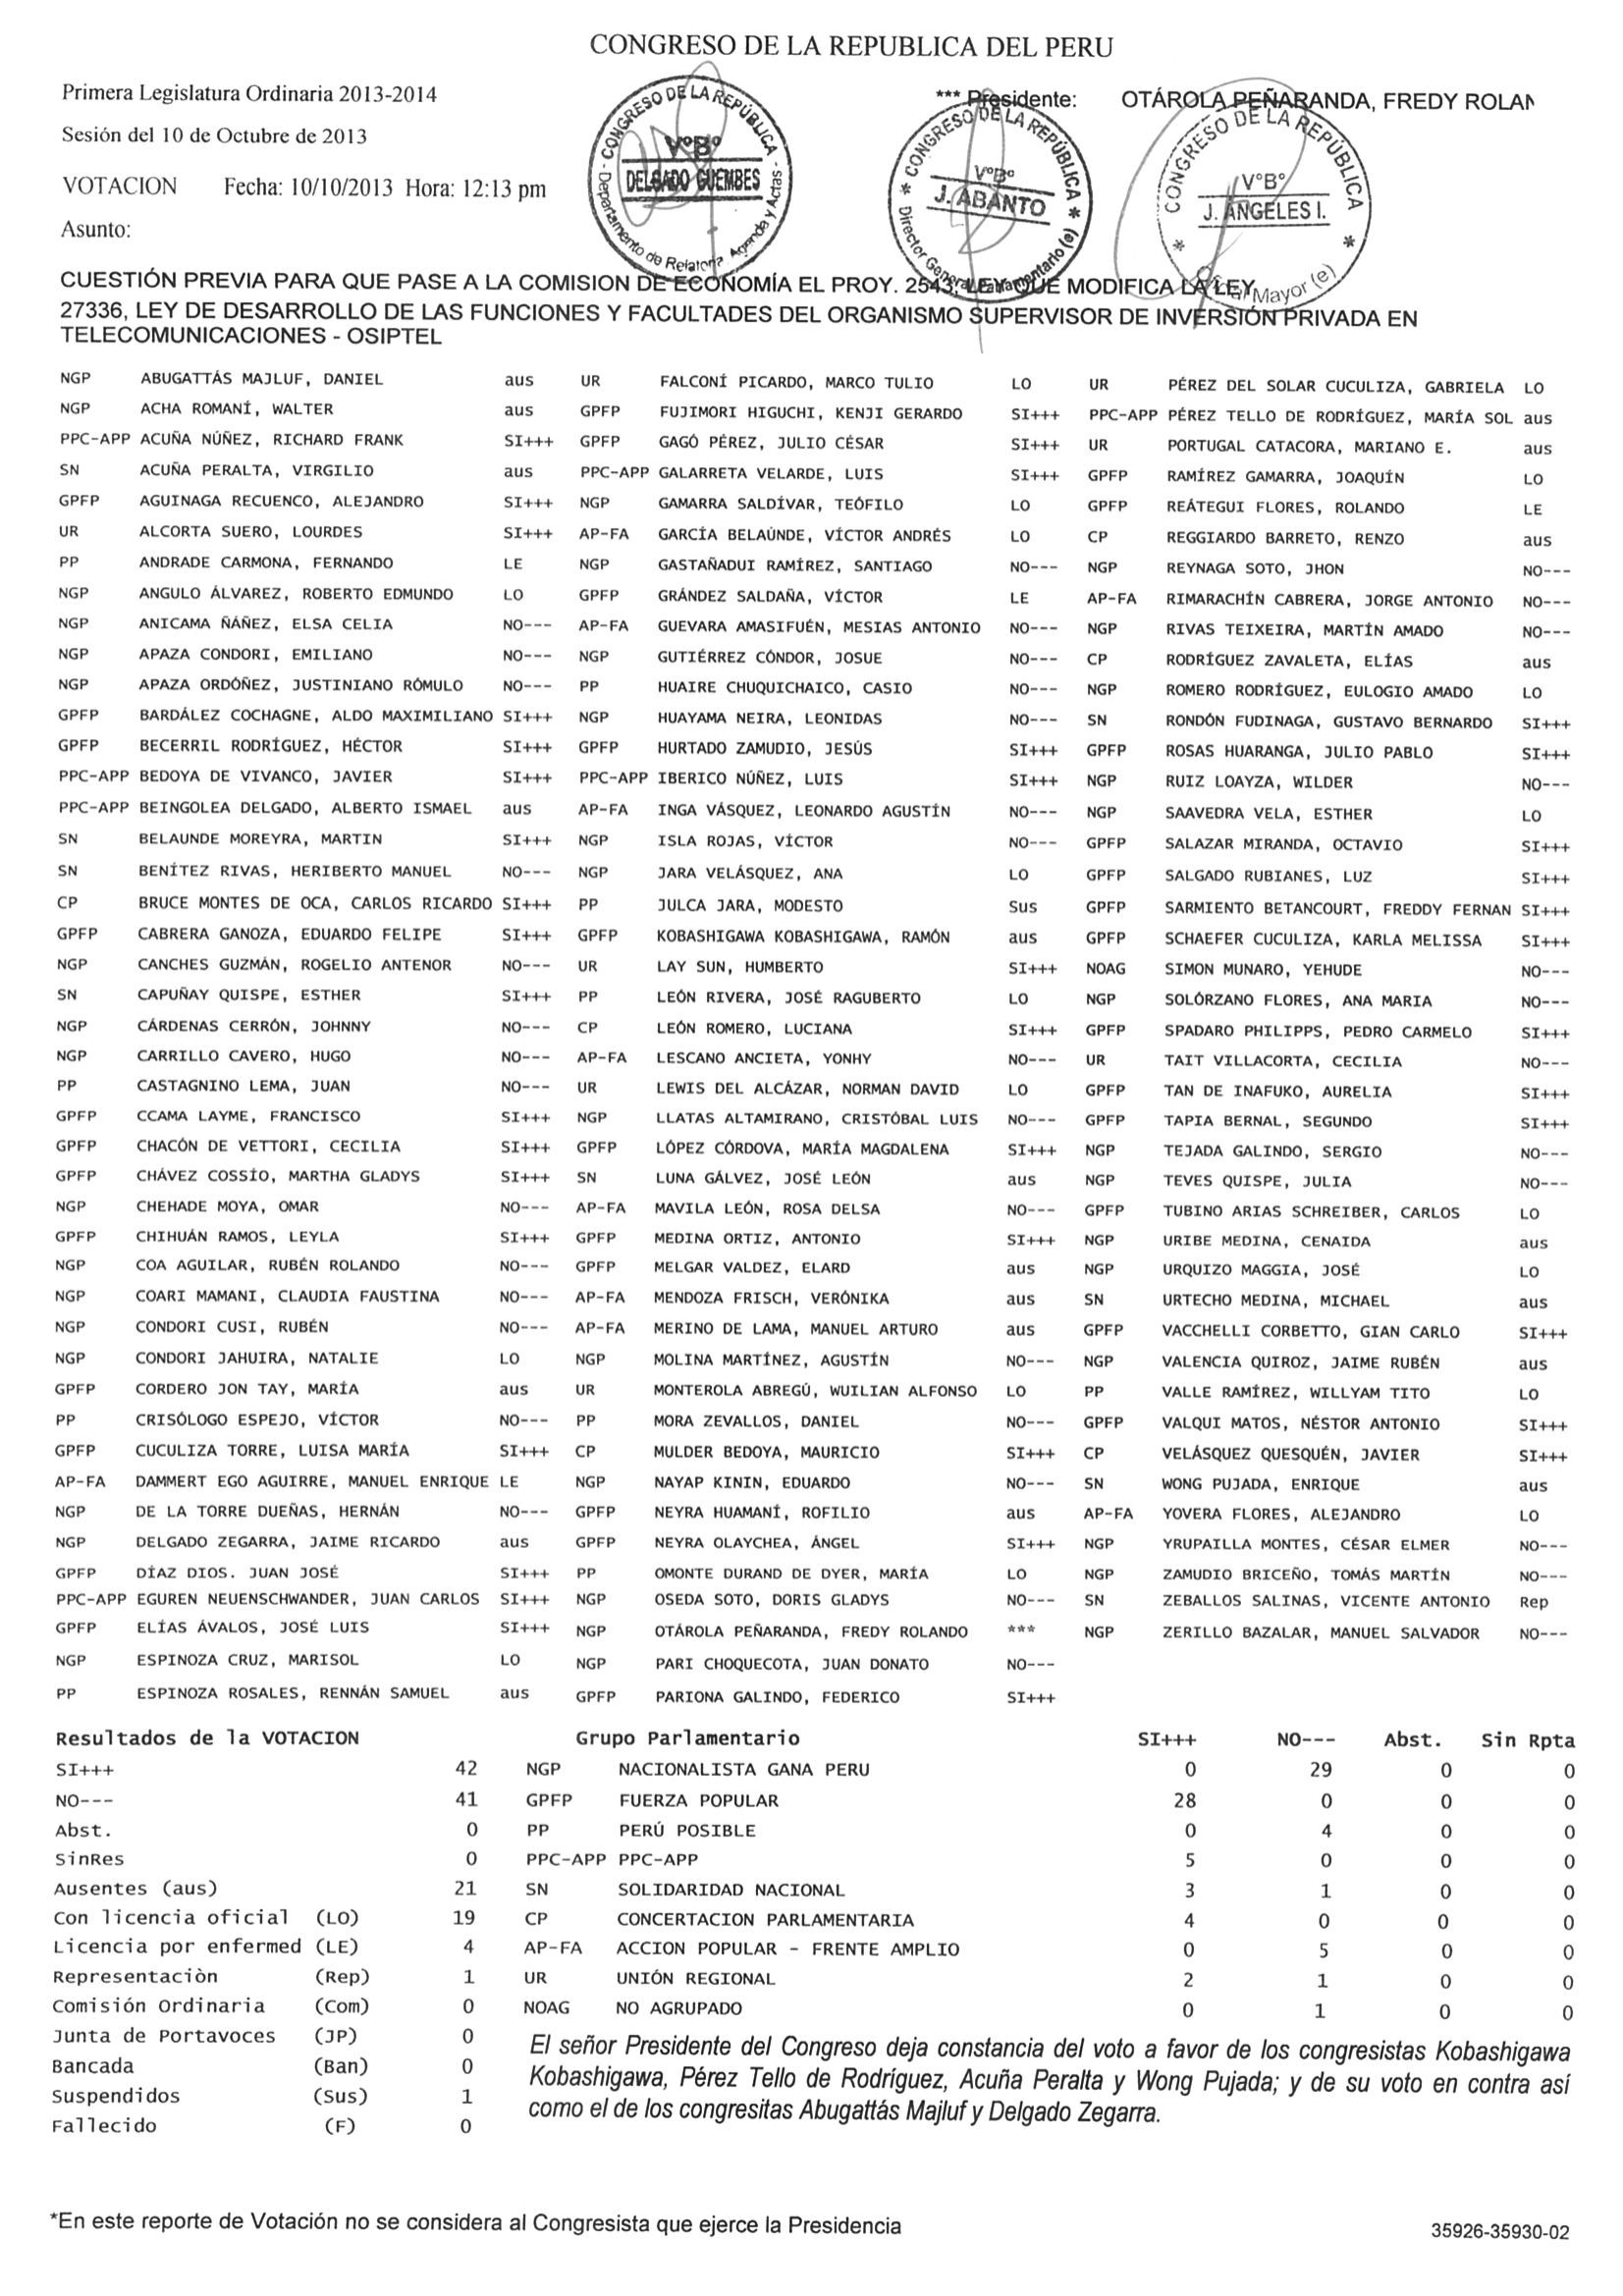 CONGRESO DE LA REPUBLICA DEL PERU
Primera Legislatura Ordinaria 2013-2014
*** Presidente: OTÁROLA PEÑARANDA, FREDY ROLAN
Sesión del 10 de Octubre de 2013
VOTACION Fecha: 10/10/2013 Hora: 12:13 pm
Asunto:
CONGRESO DE LA REPÚBLICA - Departamento de Relatoría Agenda y Actas -
V°B°
DELGADO GUEMBES
* CONGRESO DE LA REPÚBLICA * Director General Parlamentario (e)
V°B°
J. ABANTO
CONGRESO DE LA REPÚBLICA * Oficial Mayor (e) *
V°B°
J. ANGELES I.
CUESTIÓN PREVIA PARA QUE PASE A LA COMISION DE ECONOMÍA EL PROY. 2543, LEY QUE MODIFICA LA LEY
27336, LEY DE DESARROLLO DE LAS FUNCIONES Y FACULTADES DEL ORGANISMO SUPERVISOR DE INVERSIÓN PRIVADA EN
TELECOMUNICACIONES - OSIPTEL
NGP ABUGATTÁS MAJLUF, DANIEL aus UR FALCONÍ PICARDO, MARCO TULIO LO UR PÉREZ DEL SOLAR CUCULIZA, GABRIELA LO
NGP ACHA ROMANÍ, WALTER aus GPFP FUJIMORI HIGUCHI, KENJI GERARDO SI+++ PPC-APP PÉREZ TELLO DE RODRÍGUEZ, MARÍA SOL aus
PPC-APP ACUÑA NÚÑEZ, RICHARD FRANK SI+++ GPFP GAGÓ PÉREZ, JULIO CÉSAR SI+++ UR PORTUGAL CATACORA, MARIANO E. aus
SN ACUÑA PERALTA, VIRGILIO aus PPC-APP GALARRETA VELARDE, LUIS SI+++ GPFP RAMÍREZ GAMARRA, JOAQUÍN LO
GPFP AGUINAGA RECUENCO, ALEJANDRO SI+++ NGP GAMARRA SALDÍVAR, TEÓFILO LO GPFP REÁTEGUI FLORES, ROLANDO LE
UR ALCORTA SUERO, LOURDES SI+++ AP-FA GARCÍA BELAÚNDE, VÍCTOR ANDRÉS LO CP REGGIARDO BARRETO, RENZO aus
PP ANDRADE CARMONA, FERNANDO LE NGP GASTAÑADUI RAMÍREZ, SANTIAGO NO--- NGP REYNAGA SOTO, JHON NO---
NGP ANGULO ÁLVAREZ, ROBERTO EDMUNDO LO GPFP GRÁNDEZ SALDAÑA, VÍCTOR LE AP-FA RIMARACHÍN CABRERA, JORGE ANTONIO NO---
NGP ANICAMA ÑÁÑEZ, ELSA CELIA NO--- AP-FA GUEVARA AMASIFUÉN, MESIAS ANTONIO NO--- NGP RIVAS TEIXEIRA, MARTÍN AMADO NO---
NGP APAZA CONDORI, EMILIANO NO--- NGP GUTIÉRREZ CÓNDOR, JOSUE NO--- CP RODRÍGUEZ ZAVALETA, ELÍAS aus
NGP APAZA ORDÓÑEZ, JUSTINIANO RÓMULO NO--- PP HUAIRE CHUQUICHAICO, CASIO NO--- NGP ROMERO RODRÍGUEZ, EULOGIO AMADO LO
GPFP BARDÁLEZ COCHAGNE, ALDO MAXIMILIANO SI+++ NGP HUAYAMA NEIRA, LEONIDAS NO--- SN RONDÓN FUDINAGA, GUSTAVO BERNARDO SI+++
GPFP BECERRIL RODRÍGUEZ, HÉCTOR SI+++ GPFP HURTADO ZAMUDIO, JESÚS SI+++ GPFP ROSAS HUARANGA, JULIO PABLO SI+++
PPC-APP BEDOYA DE VIVANCO, JAVIER SI+++ PPC-APP IBERICO NÚÑEZ, LUIS SI+++ NGP RUIZ LOAYZA, WILDER NO---
PPC-APP BEINGOLEA DELGADO, ALBERTO ISMAEL aus AP-FA INGA VÁSQUEZ, LEONARDO AGUSTÍN NO--- NGP SAAVEDRA VELA, ESTHER LO
SN BELAUNDE MOREYRA, MARTIN SI+++ NGP ISLA ROJAS, VÍCTOR NO--- GPFP SALAZAR MIRANDA, OCTAVIO SI+++
SN BENÍTEZ RIVAS, HERIBERTO MANUEL NO--- NGP JARA VELÁSQUEZ, ANA LO GPFP SALGADO RUBIANES, LUZ SI+++
CP BRUCE MONTES DE OCA, CARLOS RICARDO SI+++ PP JULCA JARA, MODESTO Sus GPFP SARMIENTO BETANCOURT, FREDDY FERNAN SI+++
GPFP CABRERA GANOZA, EDUARDO FELIPE SI+++ GPFP KOBASHIGAWA KOBASHIGAWA, RAMÓN aus GPFP SCHAEFER CUCULIZA, KARLA MELISSA SI+++
NGP CANCHES GUZMÁN, ROGELIO ANTENOR NO--- UR LAY SUN, HUMBERTO SI+++ NOAG SIMON MUNARO, YEHUDE NO---
SN CAPUÑAY QUISPE, ESTHER SI+++ PP LEÓN RIVERA, JOSÉ RAGUBERTO LO NGP SOLÓRZANO FLORES, ANA MARIA NO---
NGP CÁRDENAS CERRÓN, JOHNNY NO--- CP LEÓN ROMERO, LUCIANA SI+++ GPFP SPADARO PHILIPPS, PEDRO CARMELO SI+++
NGP CARRILLO CAVERO, HUGO NO--- AP-FA LESCANO ANCIETA, YONHY NO--- UR TAIT VILLACORTA, CECILIA NO---
PP CASTAGNINO LEMA, JUAN NO--- UR LEWIS DEL ALCÁZAR, NORMAN DAVID LO GPFP TAN DE INAFUKO, AURELIA SI+++
GPFP CCAMA LAYME, FRANCISCO SI+++ NGP LLATAS ALTAMIRANO, CRISTÓBAL LUIS NO--- GPFP TAPIA BERNAL, SEGUNDO SI+++
GPFP CHACÓN DE VETTORI, CECILIA SI+++ GPFP LÓPEZ CÓRDOVA, MARÍA MAGDALENA SI+++ NGP TEJADA GALINDO, SERGIO NO---
GPFP CHÁVEZ COSSÍO, MARTHA GLADYS SI+++ SN LUNA GÁLVEZ, JOSÉ LEÓN aus NGP TEVES QUISPE, JULIA NO---
NGP CHEHADE MOYA, OMAR NO--- AP-FA MAVILA LEÓN, ROSA DELSA NO--- GPFP TUBINO ARIAS SCHREIBER, CARLOS LO
GPFP CHIHUÁN RAMOS, LEYLA SI+++ GPFP MEDINA ORTIZ, ANTONIO SI+++ NGP URIBE MEDINA, CENAIDA aus
NGP COA AGUILAR, RUBÉN ROLANDO NO--- GPFP MELGAR VALDEZ, ELARD aus NGP URQUIZO MAGGIA, JOSÉ LO
NGP COARI MAMANI, CLAUDIA FAUSTINA NO--- AP-FA MENDOZA FRISCH, VERÓNIKA aus SN URTECHO MEDINA, MICHAEL aus
NGP CONDORI CUSI, RUBÉN NO--- AP-FA MERINO DE LAMA, MANUEL ARTURO aus GPFP VACCHELLI CORBETTO, GIAN CARLO SI+++
NGP CONDORI JAHUIRA, NATALIE LO NGP MOLINA MARTÍNEZ, AGUSTÍN NO--- NGP VALENCIA QUIROZ, JAIME RUBÉN aus
GPFP CORDERO JON TAY, MARÍA aus UR MONTEROLA ABREGÚ, WUILIAN ALFONSO LO PP VALLE RAMÍREZ, WILLYAM TITO LO
PP CRISÓLOGO ESPEJO, VÍCTOR NO--- PP MORA ZEVALLOS, DANIEL NO--- GPFP VALQUI MATOS, NÉSTOR ANTONIO SI+++
GPFP CUCULIZA TORRE, LUISA MARÍA SI+++ CP MULDER BEDOYA, MAURICIO SI+++ CP VELÁSQUEZ QUESQUÉN, JAVIER SI+++
AP-FA DAMMERT EGO AGUIRRE, MANUEL ENRIQUE LE NGP NAYAP KININ, EDUARDO NO--- SN WONG PUJADA, ENRIQUE aus
NGP DE LA TORRE DUEÑAS, HERNÁN NO--- GPFP NEYRA HUAMANÍ, ROFILIO aus AP-FA YOVERA FLORES, ALEJANDRO LO
NGP DELGADO ZEGARRA, JAIME RICARDO aus GPFP NEYRA OLAYCHEA, ÁNGEL SI+++ NGP YRUPAILLA MONTES, CÉSAR ELMER NO---
GPFP DÍAZ DIOS. JUAN JOSÉ SI+++ PP OMONTE DURAND DE DYER, MARÍA LO NGP ZAMUDIO BRICEÑO, TOMÁS MARTÍN NO---
PPC-APP EGUREN NEUENSCHWANDER, JUAN CARLOS SI+++ NGP OSEDA SOTO, DORIS GLADYS NO--- SN ZEBALLOS SALINAS, VICENTE ANTONIO Rep
GPFP ELÍAS ÁVALOS, JOSÉ LUIS SI+++ NGP OTÁROLA PEÑARANDA, FREDY ROLANDO *** NGP ZERILLO BAZALAR, MANUEL SALVADOR NO---
NGP ESPINOZA CRUZ, MARISOL LO NGP PARI CHOQUECOTA, JUAN DONATO NO---
PP ESPINOZA ROSALES, RENNÁN SAMUEL aus GPFP PARIONA GALINDO, FEDERICO SI+++
Resultados de la VOTACION Grupo Parlamentario SI+++ NO--- Abst. Sin Rpta
SI+++ 42 NGP NACIONALISTA GANA PERU 0 29 0 0
NO--- 41 GPFP FUERZA POPULAR 28 0 0 0
Abst. 0 PP PERÚ POSIBLE 0 4 0 0
SinRes 0 PPC-APP PPC-APP 5 0 0 0
Ausentes (aus) 21 SN SOLIDARIDAD NACIONAL 3 1 0 0
Con licencia oficial (LO) 19 CP CONCERTACION PARLAMENTARIA 4 0 0 0
Licencia por enfermed (LE) 4 AP-FA ACCION POPULAR - FRENTE AMPLIO 0 5 0 0
Representaciòn (Rep) 1 UR UNIÓN REGIONAL 2 1 0 0
Comisión Ordinaria (Com) 0 NOAG NO AGRUPADO 0 1 0 0
Junta de Portavoces (JP) 0
Bancada (Ban) 0
Suspendidos (Sus) 1
Fallecido (F) 0
El señor Presidente del Congreso deja constancia del voto a favor de los congresistas Kobashigawa
Kobashigawa, Pérez Tello de Rodríguez, Acuña Peralta y Wong Pujada; y de su voto en contra así
como el de los congresitas Abugattás Majluf y Delgado Zegarra.
*En este reporte de Votación no se considera al Congresista que ejerce la Presidencia
35926-35930-02